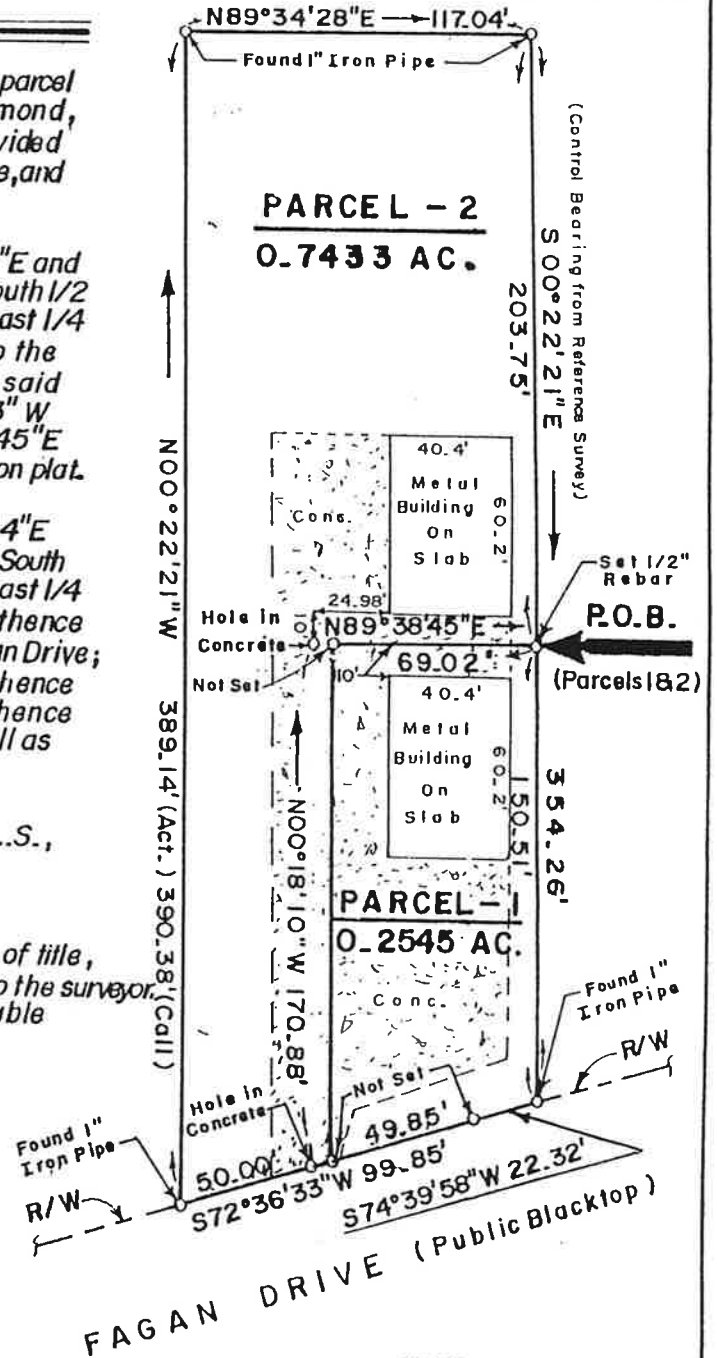 N89°34'28"E 117.04'
Found 1" Iron Pipe
parcel
mond,
vided
e, and
"E and
outh 1/2
ast 1/4
o the
said
3" W
45"E
on plat.
4"E
South
ast 1/4
thence
an Drive;
hence
hence
ll as
.S.,
of title,
o the surveyor.
ble
PARCEL - 2
0.7433 AC.
(Control Bearing from Reference Survey)
S 00°22'21"E
203.75'
N00°22'21"W 389.14' (Act.) 390.38' (Call)
Conc.
40.4'
Metal
Building
On
Slab
60.2'
24.98'
10'
Hole in
Concrete
N89°38'45"E
69.02'
Not Set
10'
Set 1/2"
Rebar
P.O.B.
(Parcels 1&2)
40.4'
Metal
Building
On
Slab
60.2'
150.51'
354.26'
N00°18'10"W 170.88'
PARCEL-1
0.2545 AC.
Conc.
Found 1"
Iron Pipe
R/W
Not Set
Hole in
Concrete
49.85'
Found 1"
Iron Pipe
50.00'
R/W
S72°36'33"W 99.85'
S74°39'58"W 22.32'
FAGAN DRIVE (Public Blacktop)